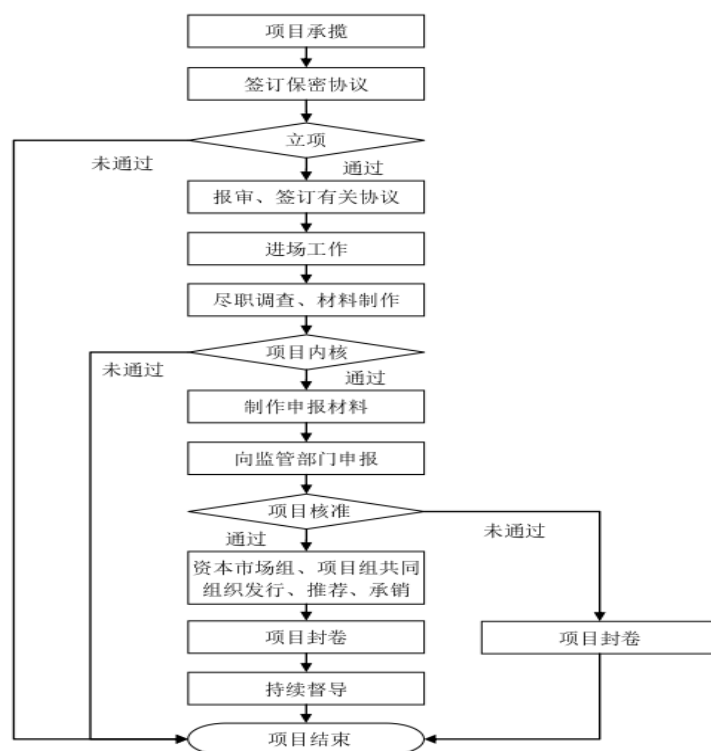 项目承揽
签订保密协议
立项
未通过
通过
报审、签订有关协议
进场工作
尽职调查、材料制作
项目内核
未通过
通过
制作申报材料
向监管部门申报
项目核准
通过
未通过
资本市场组、项目组共同
组织发行、推荐、承销
项目封卷
项目封卷
持续督导
项目结束